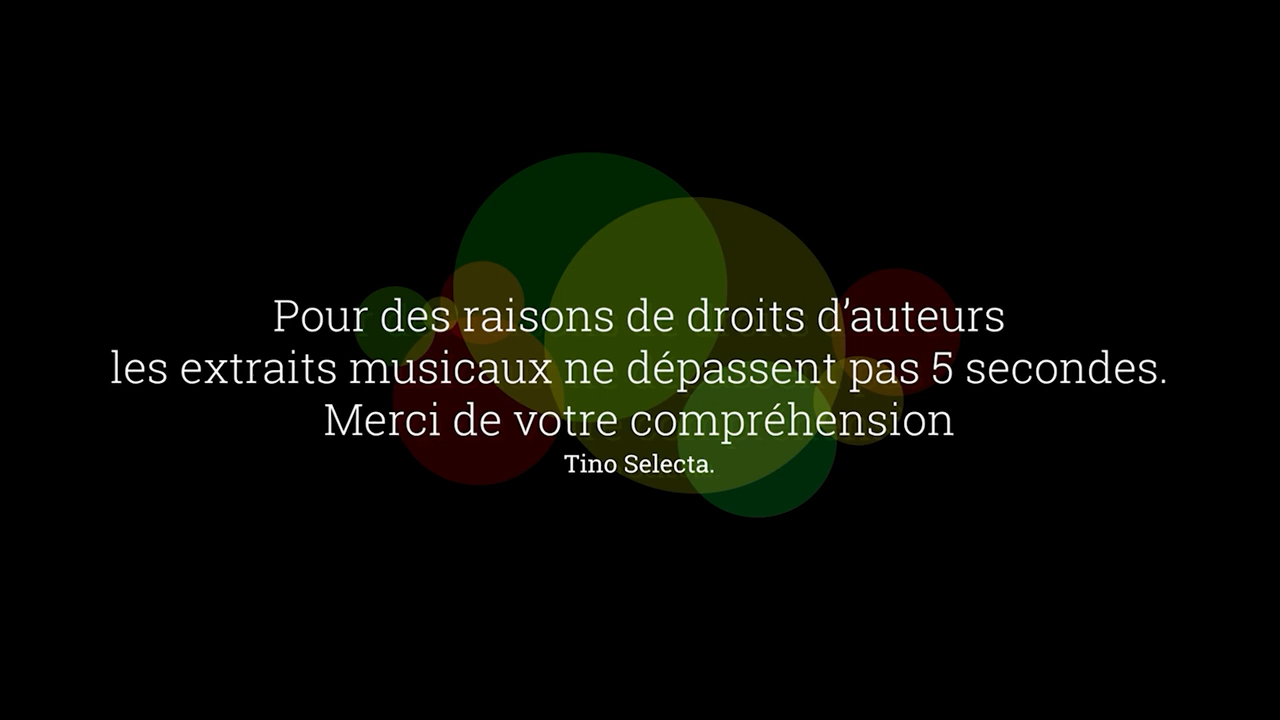 Pour des raisons de droits d’auteurs
les extraits musicaux ne dépassent pas 5 secondes.
Merci de votre compréhension
Tino Selecta.